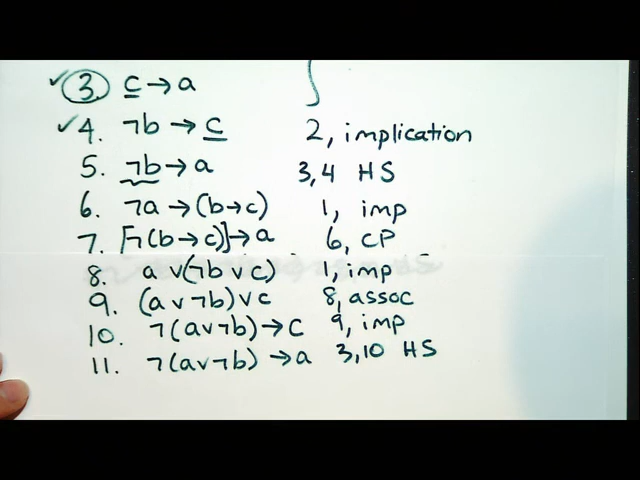 ✓ 3. c → a
✓ 4. ¬b → c 2, implication
5. ¬b → a 3,4 HS
6. ¬a → (b → c) 1, imp
7. [¬(b → c)] → a 6, CP
8. a ∨ (¬b ∨ c) 1, imp
9. (a ∨ ¬b) ∨ c 8, assoc
10. ¬(a ∨ ¬b) → c 9, imp
11. ¬(a ∨ ¬b) → a 3,10 HS